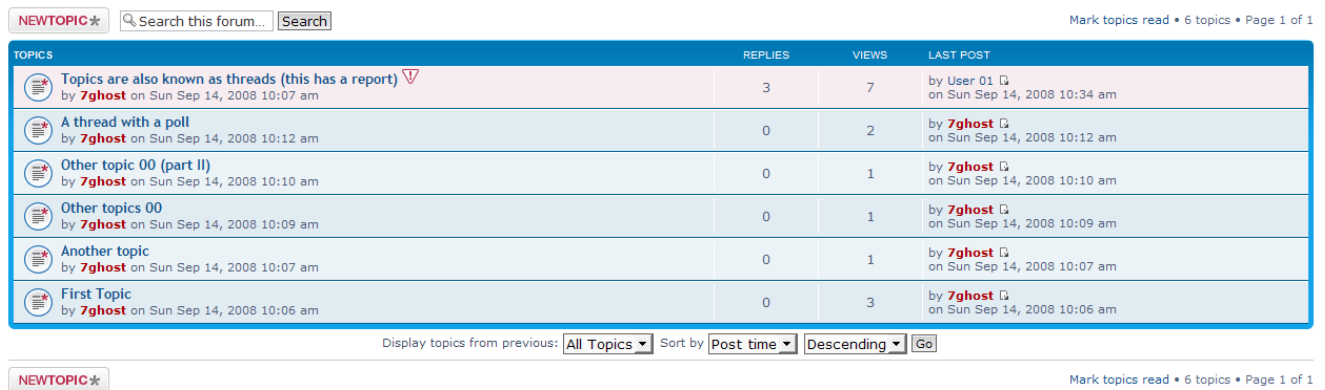 NEWTOPIC* Search this forum... Search Mark topics read • 6 topics • Page 1 of 1
TOPICS REPLIES VIEWS LAST POST
Topics are also known as threads (this has a report)
by 7ghost on Sun Sep 14, 2008 10:07 am
3 7
by User 01
on Sun Sep 14, 2008 10:34 am
A thread with a poll
by 7ghost on Sun Sep 14, 2008 10:12 am
0 2
by 7ghost
on Sun Sep 14, 2008 10:12 am
Other topic 00 (part II)
by 7ghost on Sun Sep 14, 2008 10:10 am
0 1
by 7ghost
on Sun Sep 14, 2008 10:10 am
Other topics 00
by 7ghost on Sun Sep 14, 2008 10:09 am
0 1
by 7ghost
on Sun Sep 14, 2008 10:09 am
Another topic
by 7ghost on Sun Sep 14, 2008 10:07 am
0 1
by 7ghost
on Sun Sep 14, 2008 10:07 am
First Topic
by 7ghost on Sun Sep 14, 2008 10:06 am
0 3
by 7ghost
on Sun Sep 14, 2008 10:06 am
Display topics from previous: All Topics Sort by Post time Descending Go
NEWTOPIC* Mark topics read • 6 topics • Page 1 of 1